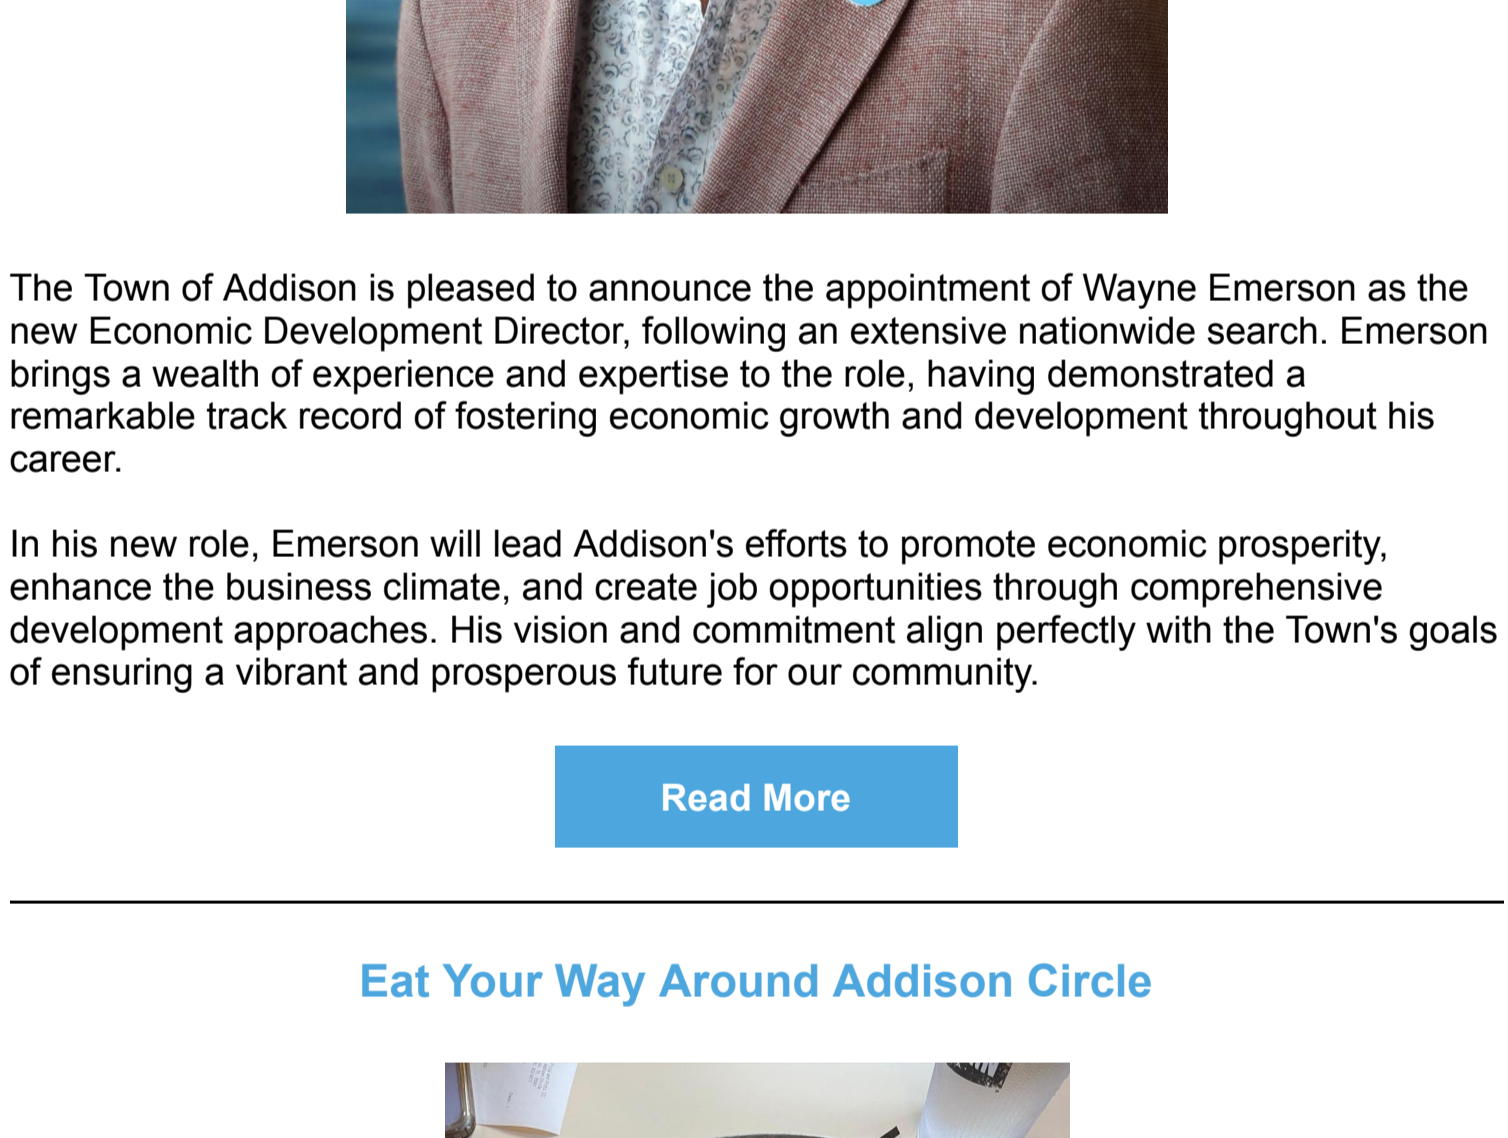 The Town of Addison is pleased to announce the appointment of Wayne Emerson as the
new Economic Development Director, following an extensive nationwide search. Emerson
brings a wealth of experience and expertise to the role, having demonstrated a
remarkable track record of fostering economic growth and development throughout his
career.
In his new role, Emerson will lead Addison's efforts to promote economic prosperity,
enhance the business climate, and create job opportunities through comprehensive
development approaches. His vision and commitment align perfectly with the Town's goals
of ensuring a vibrant and prosperous future for our community.
Read More
Eat Your Way Around Addison Circle